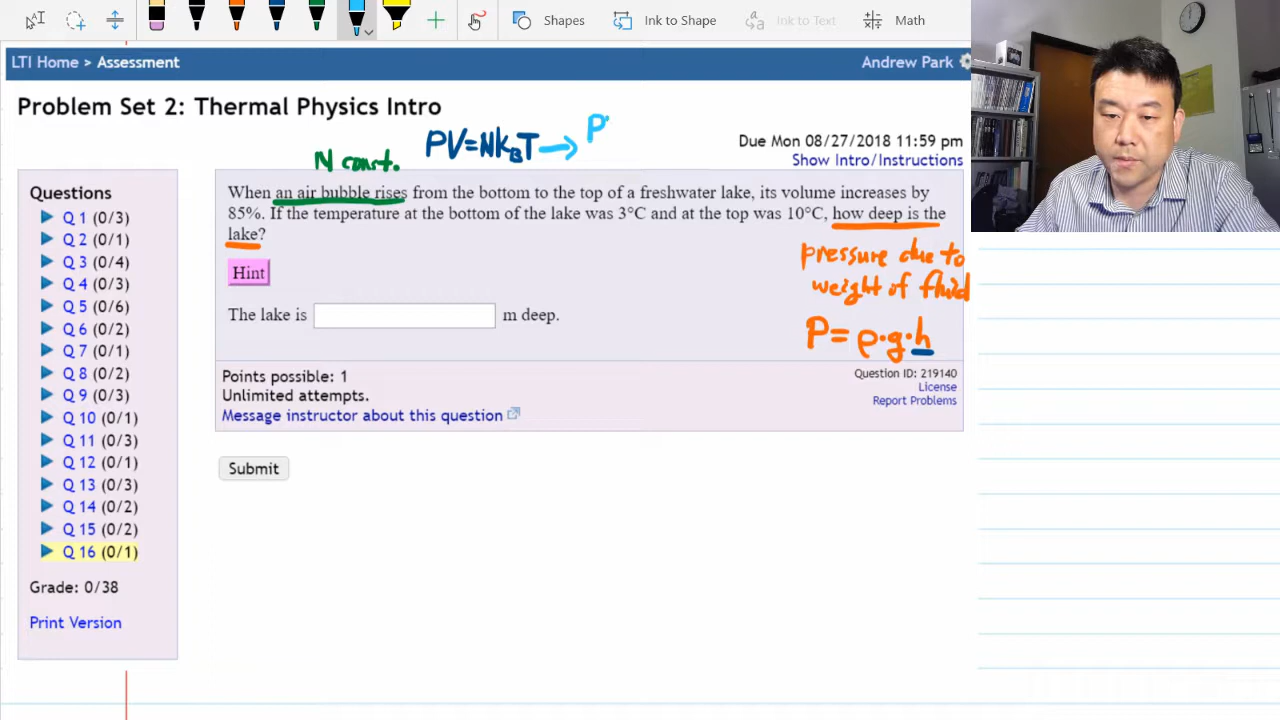 Shapes
Ink to Shape
Ink to Text
Math
LTI Home > Assessment
Andrew Park
Problem Set 2: Thermal Physics Intro
PV=Nk_BT → P'
Due Mon 08/27/2018 11:59 pm
Show Intro/Instructions
N const.
Questions
Q 1 (0/3)
Q 2 (0/1)
Q 3 (0/4)
Q 4 (0/3)
Q 5 (0/6)
Q 6 (0/2)
Q 7 (0/1)
Q 8 (0/2)
Q 9 (0/3)
Q 10 (0/1)
Q 11 (0/3)
Q 12 (0/1)
Q 13 (0/3)
Q 14 (0/2)
Q 15 (0/2)
Q 16 (0/1)
Grade: 0/38
Print Version
When an air bubble rises from the bottom to the top of a freshwater lake, its volume increases by
85%. If the temperature at the bottom of the lake was 3°C and at the top was 10°C, how deep is the
lake?
pressure due to
weight of fluid
P= ρ·g·h
Hint
The lake is m deep.
Points possible: 1
Unlimited attempts.
Message instructor about this question
Question ID: 219140
License
Report Problems
Submit